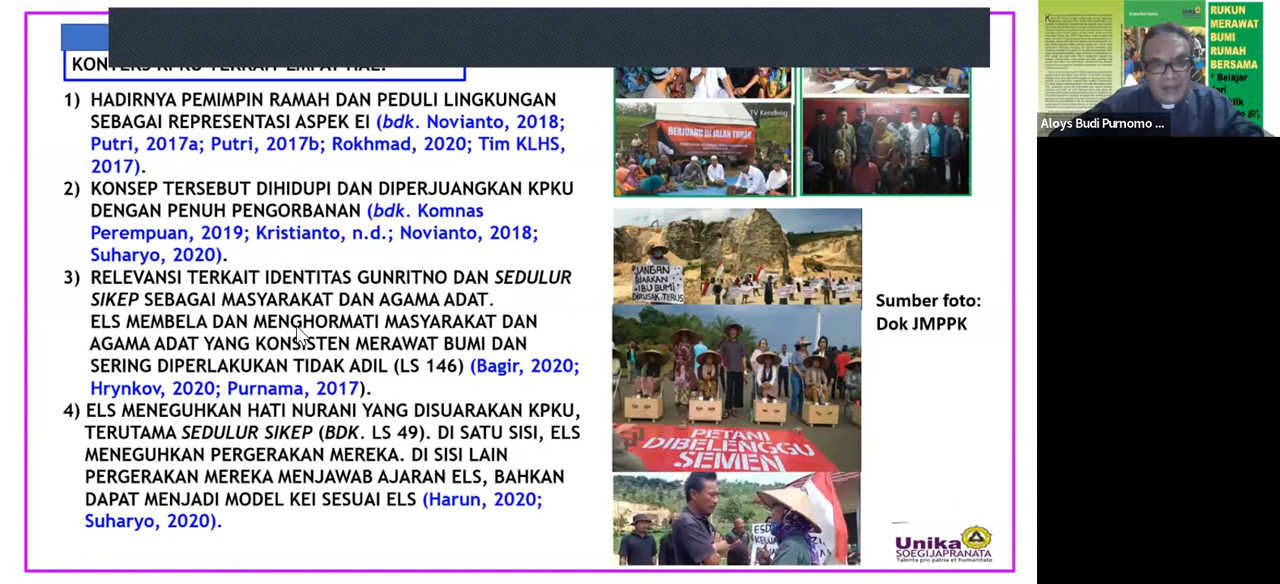 1) HADIRNYA PEMIMPIN RAMAH DAN PEDULI LINGKUNGAN
SEBAGAI REPRESENTASI ASPEK EI (bdk. Novianto, 2018;
Putri, 2017a; Putri, 2017b; Rokhmad, 2020; Tim KLHS,
2017).
2) KONSEP TERSEBUT DIHIDUPI DAN DIPERJUANGKAN KPKU
DENGAN PENUH PENGORBANAN (bdk. Komnas
Perempuan, 2019; Kristianto, n.d.; Novianto, 2018;
Suharyo, 2020).
3) RELEVANSI TERKAIT IDENTITAS GUNRITNO DAN SEDULUR
SIKEP SEBAGAI MASYARAKAT DAN AGAMA ADAT.
ELS MEMBELA DAN MENGHORMATI MASYARAKAT DAN
AGAMA ADAT YANG KONSISTEN MERAWAT BUMI DAN
SERING DIPERLAKUKAN TIDAK ADIL (LS 146) (Bagir, 2020;
Hrynkov, 2020; Purnama, 2017).
4) ELS MENEGUHKAN HATI NURANI YANG DISUARAKAN KPKU,
TERUTAMA SEDULUR SIKEP (BDK. LS 49). DI SATU SISI, ELS
MENEGUHKAN PERGERAKAN MEREKA. DI SISI LAIN
PERGERAKAN MEREKA MENJAWAB AJARAN ELS, BAHKAN
DAPAT MENJADI MODEL KEI SESUAI ELS (Harun, 2020;
Suharyo, 2020).
TV Kendeng
BERJUANG DI JALAN TUHAN
JANGAN
BIARKAN
IBU BUMI
DIRUSAK TERUS
PETANI
DIBELENGGU
SEMEN
Sumber foto:
Dok JMPPK
Unika
SOEGIJAPRANATA
Talenta pro patria et humanitate
RUKUN
MERAWAT
BUMI
RUMAH
BERSAMA
Belajar
Aloys Budi Purnomo ...